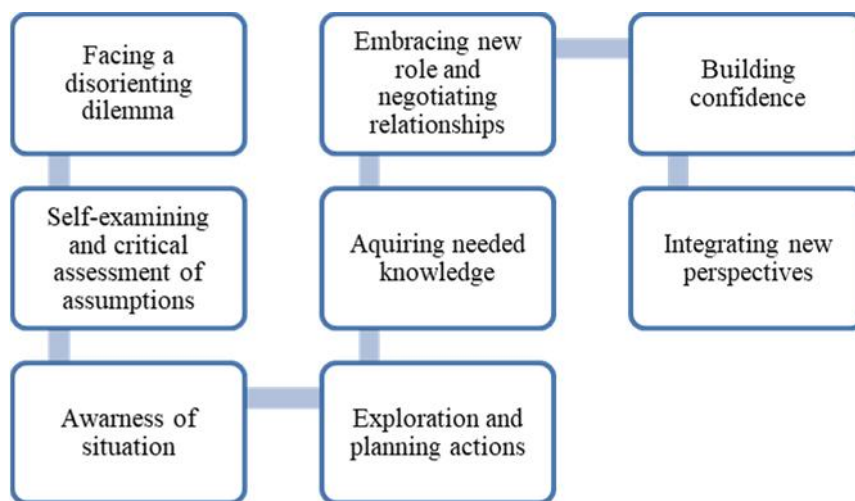 Facing a
disorienting
dilemma
Self-examining
and critical
assessment of
assumptions
Awarness of
situation
Exploration and
planning actions
Aquiring needed
knowledge
Embracing new
role and
negotiating
relationships
Building
confidence
Integrating new
perspectives